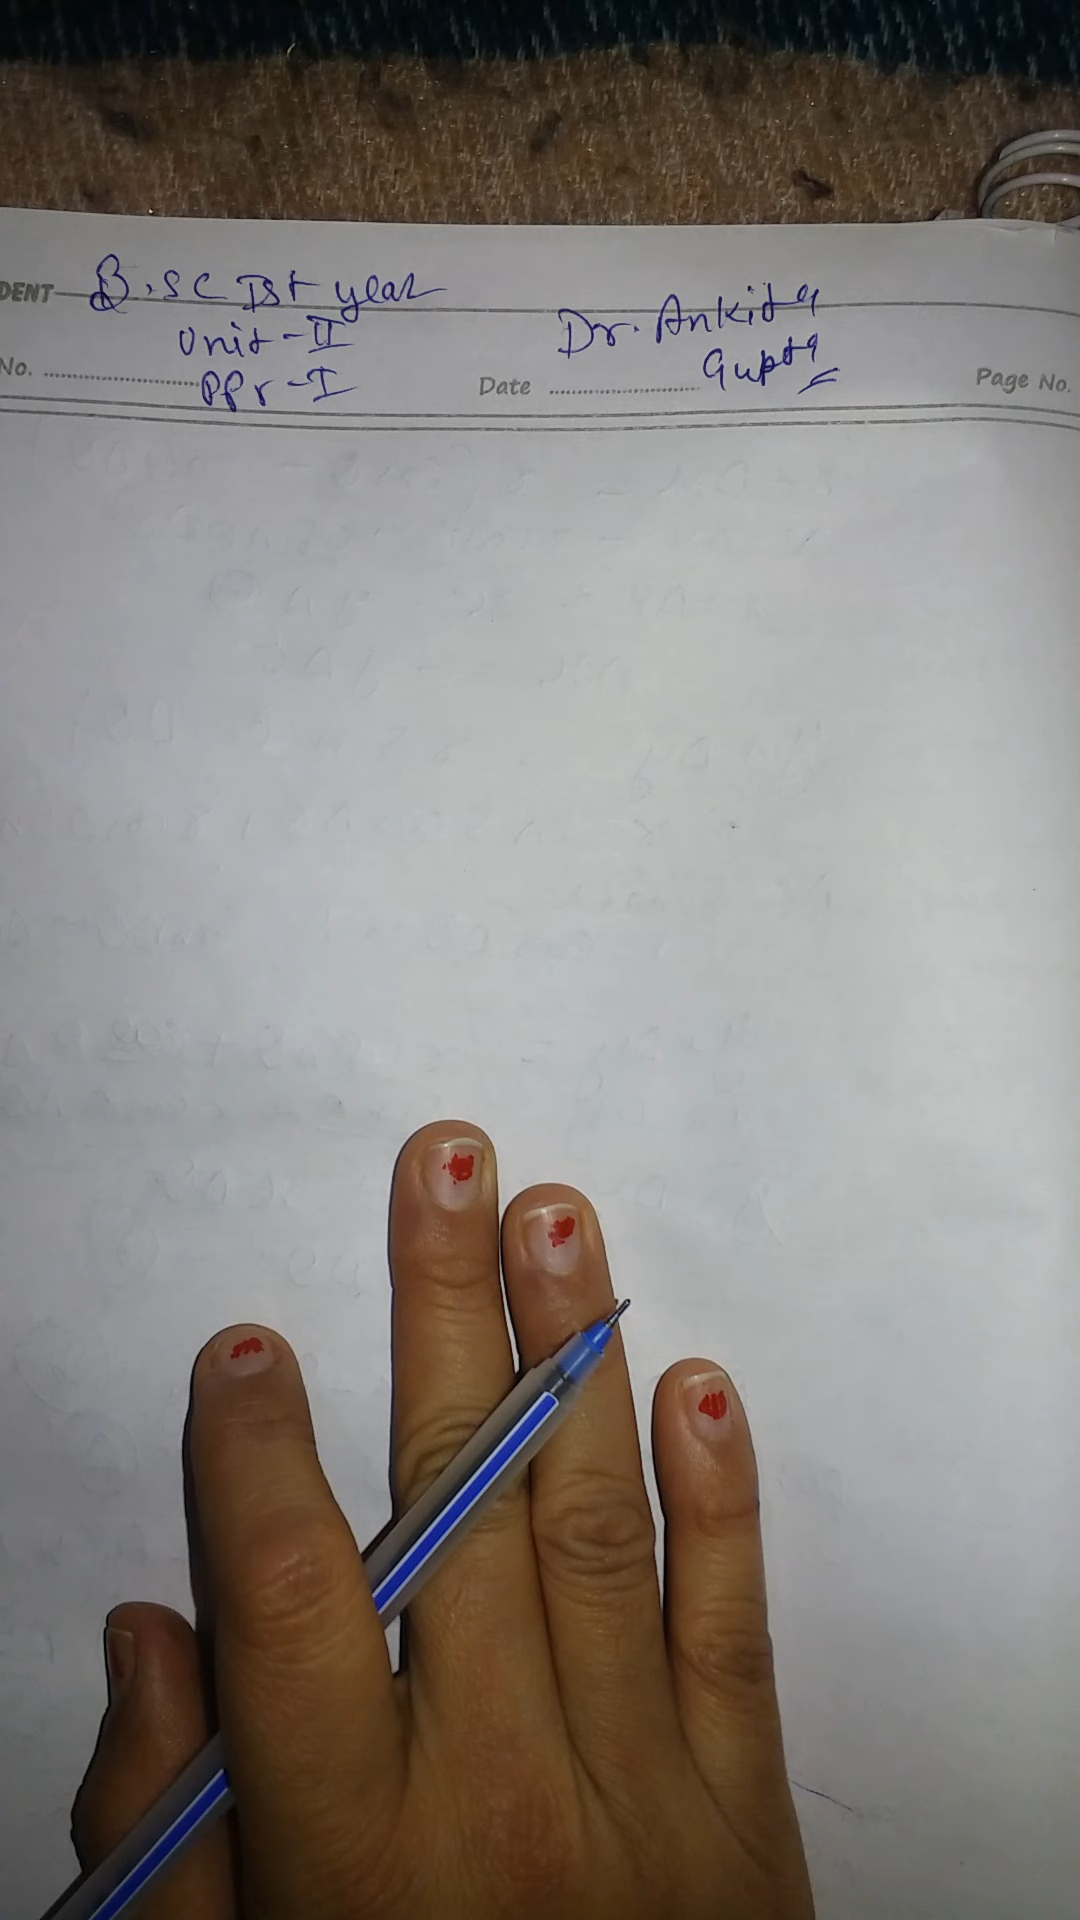 DENT B.sc Ist year
Unit-II
Dr. Ankita
No. PPr-I
Gupta
Date
Page No.